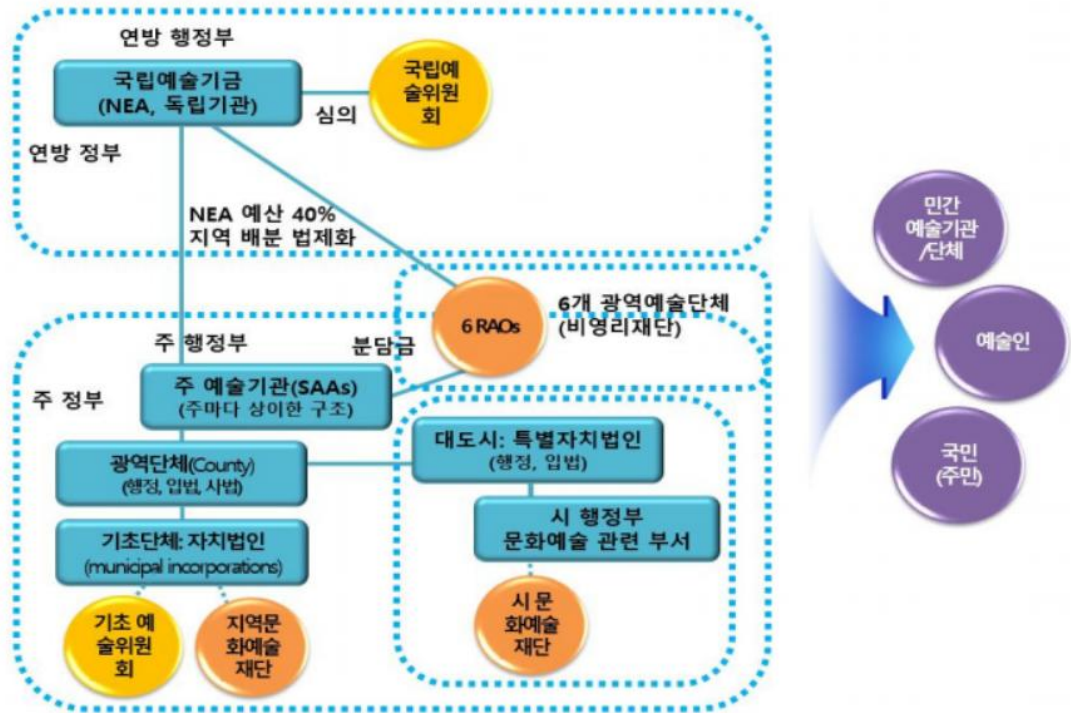 연방 행정부
국립예술기금
(NEA, 독립기관)
심의
국립예
술위원
회
연방 정부
NEA 예산 40%
지역 배분 법제화
6 RAOs
6개 광역예술단체
(비영리재단)
분담금
주 행정부
주 예술기관(SAAs)
(주마다 상이한 구조)
주 정부
광역단체(County)
(행정, 입법, 사법)
대도시: 특별자치법인
(행정, 입법)
기초단체: 자치법인
(municipal incorporations)
시 행정부
문화예술 관련 부서
기초 예
술위원
회
지역문
화예술
재단
시 문
화예술
재단
민간
예술기관
/단체
예술인
국민
(주민)